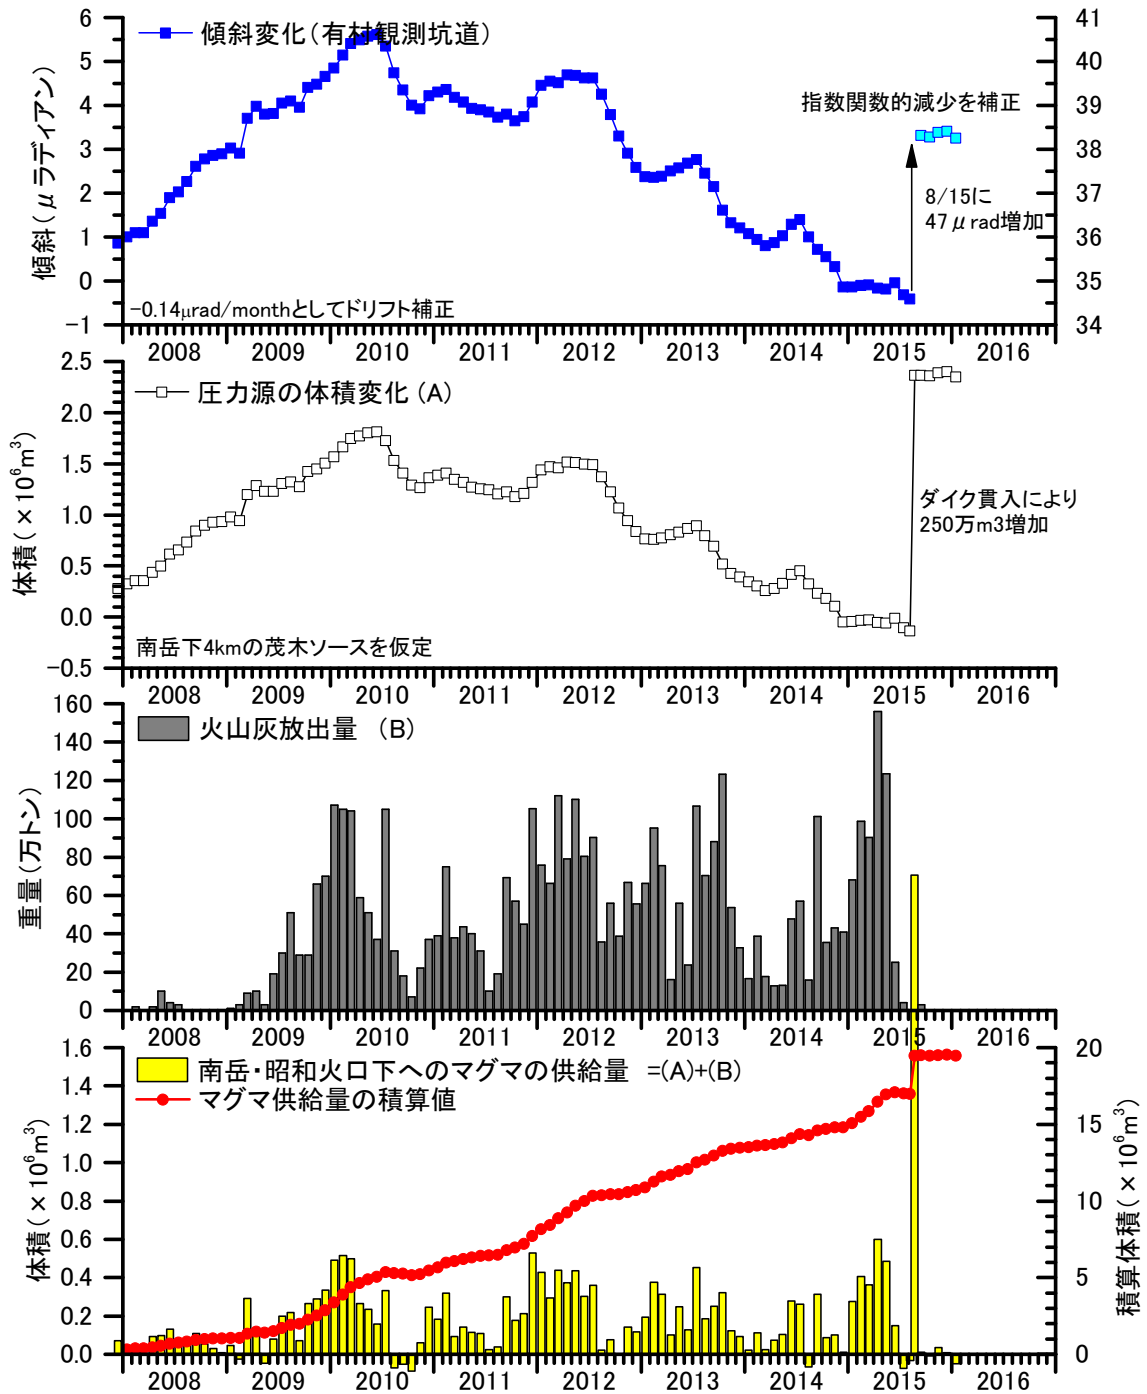 6
5
4
3
2
1
0
-1
傾斜(μラディアン)
傾斜変化(有村観測坑道)
指数関数的減少を補正
8/15に
47μrad増加
-0.14μrad/monthとしてドリフト補正
41
40
39
38
37
36
35
34
2008 2009 2010 2011 2012 2013 2014 2015 2016
2.5
2.0
1.5
1.0
0.5
0.0
-0.5
体積(×10⁶m³)
圧力源の体積変化(A)
ダイク貫入により
250万m3増加
南岳下4kmの茂木ソースを仮定
2008 2009 2010 2011 2012 2013 2014 2015 2016
160
140
120
100
80
60
40
20
0
重量(万トン)
火山灰放出量 (B)
2008 2009 2010 2011 2012 2013 2014 2015 2016
1.6
1.4
1.2
1.0
0.8
0.6
0.4
0.2
0.0
体積(×10⁶m³)
南岳・昭和火口下へのマグマの供給量 =(A)+(B)
マグマ供給量の積算値
20
15
10
5
0
積算体積(×10⁶m³)
2008 2009 2010 2011 2012 2013 2014 2015 2016